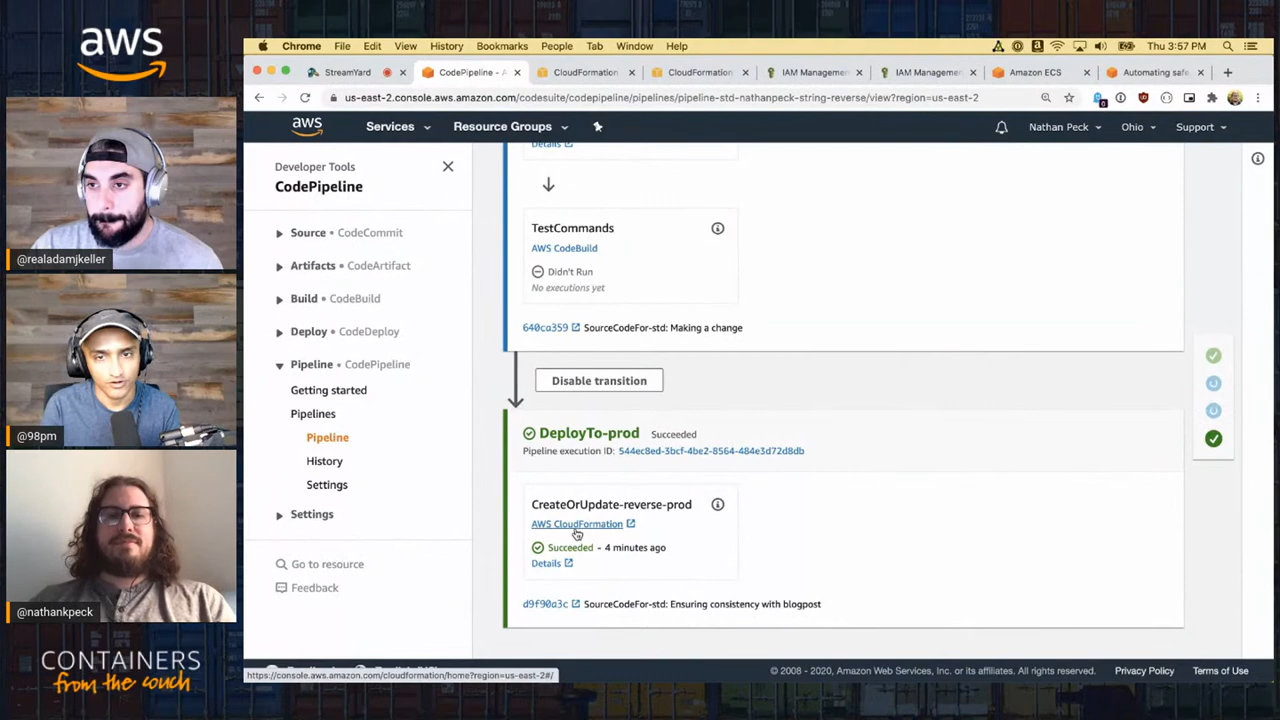 aws
@realadamjkeller
@98pm
@nathankpeck
CONTAINERS
from the couch
Chrome File Edit View History Bookmarks People Tab Window Help
Thu 3:57 PM
StreamYard
CodePipeline - A
CloudFormation
CloudFormation
IAM Managemen
IAM Managemen
Amazon ECS
Automating safe,
us-east-2.console.aws.amazon.com/codesuite/codepipeline/pipelines/pipeline-std-nathanpeck-string-reverse/view?region=us-east-2
aws
Services
Resource Groups
Nathan Peck
Ohio
Support
Developer Tools
CodePipeline
Source • CodeCommit
Artifacts • CodeArtifact
Build • CodeBuild
Deploy • CodeDeploy
Pipeline • CodePipeline
Getting started
Pipelines
Pipeline
History
Settings
Settings
Go to resource
Feedback
Details
TestCommands
AWS CodeBuild
Didn't Run
No executions yet
640ca359 SourceCodeFor-std: Making a change
Disable transition
DeployTo-prod Succeeded
Pipeline execution ID: 544ec8ed-3bcf-4be2-8564-484e3d72d8db
CreateOrUpdate-reverse-prod
AWS CloudFormation
Succeeded - 4 minutes ago
Details
d9f90a3c SourceCodeFor-std: Ensuring consistency with blogpost
https://console.aws.amazon.com/cloudformation/home?region=us-east-2#/
© 2008 - 2020, Amazon Web Services, Inc. or its affiliates. All rights reserved.
Privacy Policy
Terms of Use